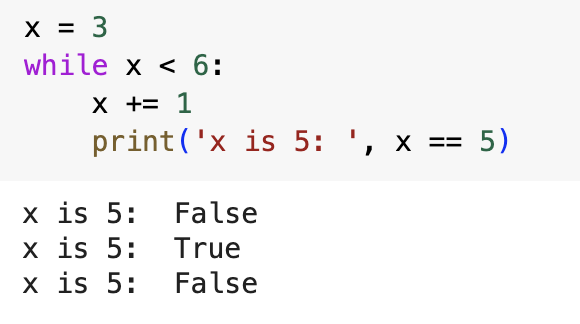 x = 3
while x < 6:
    x += 1
    print('x is 5: ', x == 5)
x is 5:  False
x is 5:  True
x is 5:  False